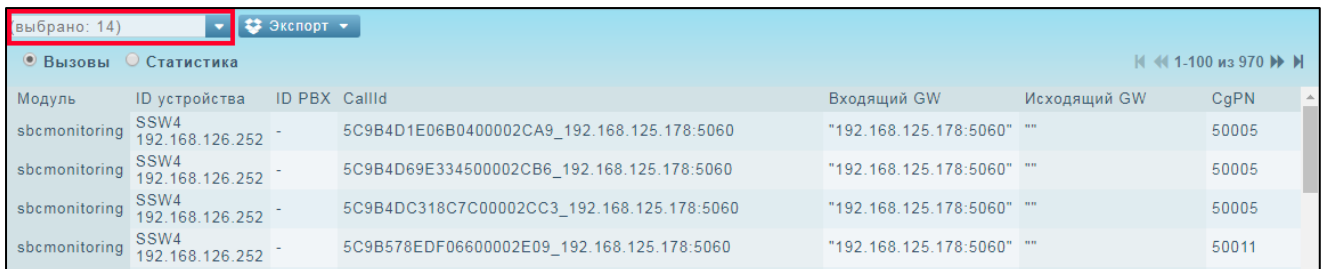 (выбрано: 14) Экспорт
Вызовы Статистика 1-100 из 970
Модуль ID устройства ID PBX CallId Входящий GW Исходящий GW CgPN
sbcmonitoring SSW4 192.168.126.252 - 5C9B4D1E06B0400002CA9_192.168.125.178:5060 "192.168.125.178:5060" "" 50005
sbcmonitoring SSW4 192.168.126.252 - 5C9B4D69E334500002CB6_192.168.125.178:5060 "192.168.125.178:5060" "" 50005
sbcmonitoring SSW4 192.168.126.252 - 5C9B4DC318C7C00002CC3_192.168.125.178:5060 "192.168.125.178:5060" "" 50005
sbcmonitoring SSW4 192.168.126.252 - 5C9B578EDF06600002E09_192.168.125.178:5060 "192.168.125.178:5060" "" 50011